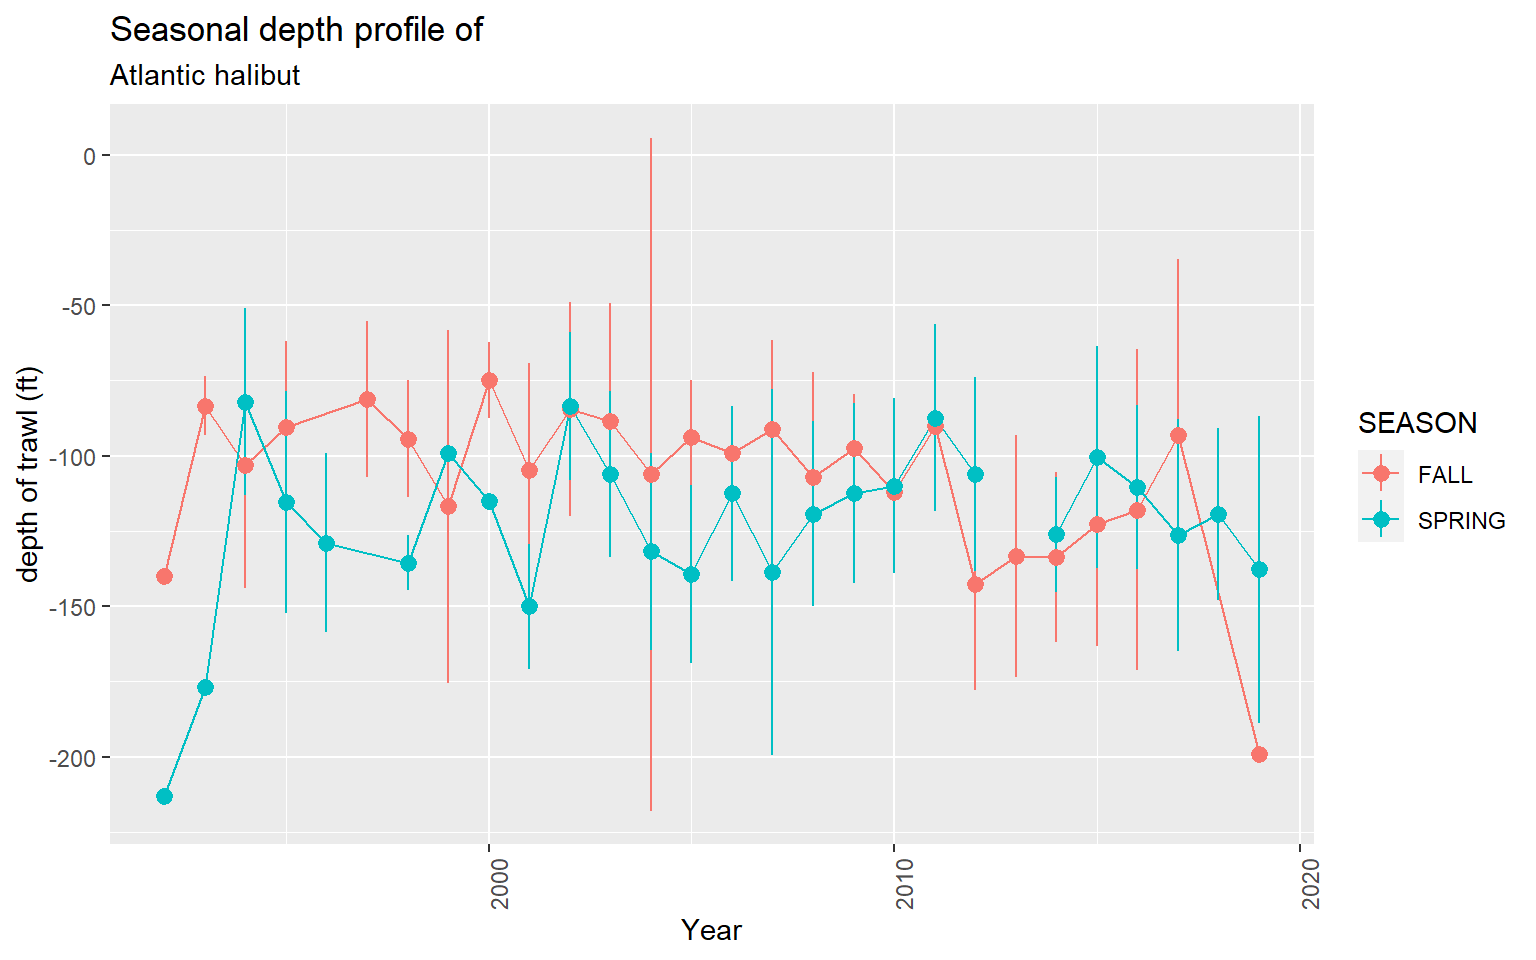 Seasonal depth profile of
Atlantic halibut
depth of trawl (ft)
0
-50
-100
-150
-200
2000
2010
2020
Year
SEASON
FALL
SPRING